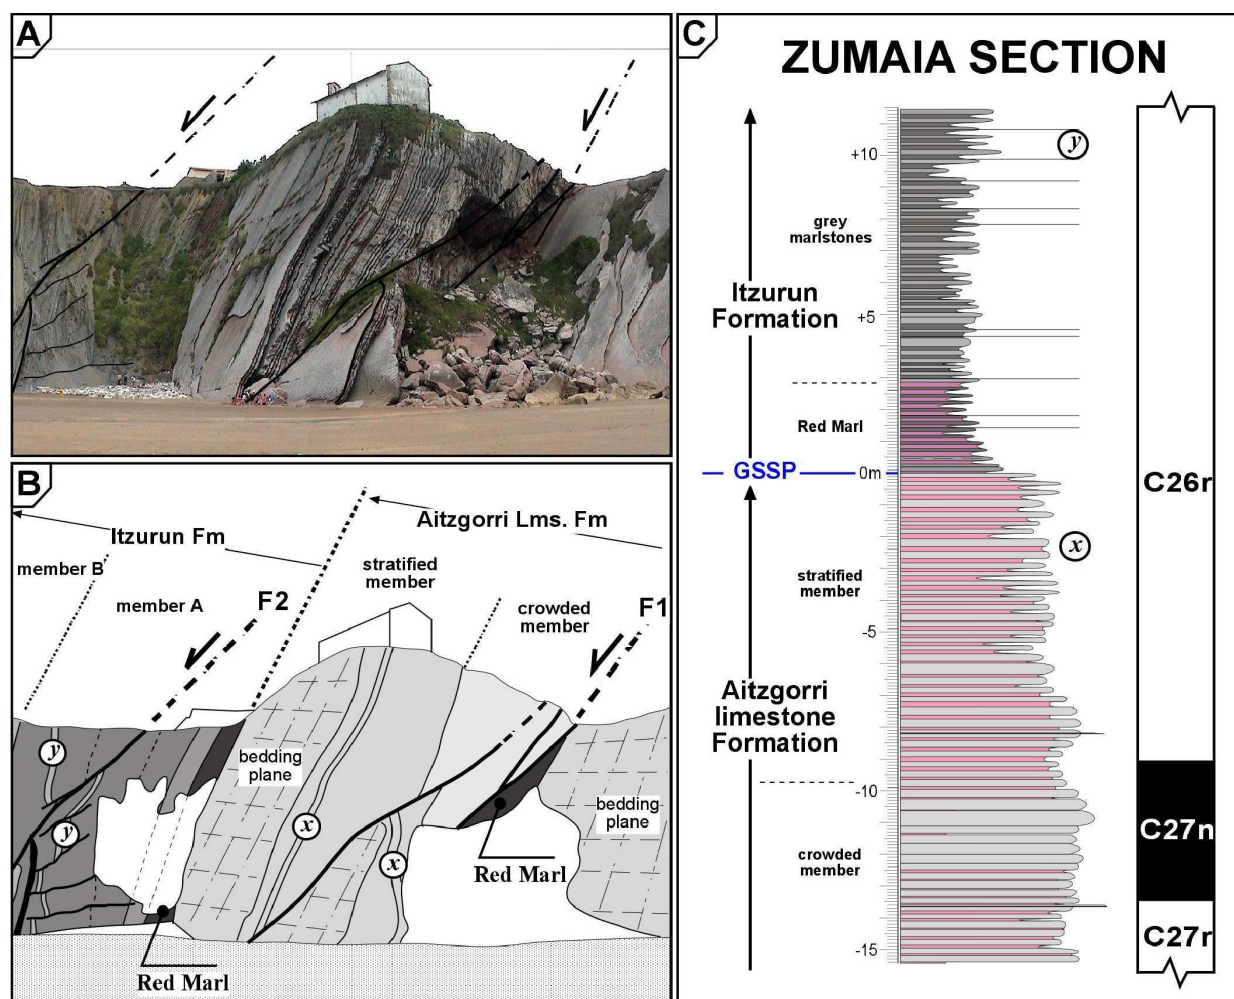 A
B
Itzurun Fm
Aitzgorri Lms. Fm
member B
stratified
member
member A
F2
crowded
member
F1
y
bedding
plane
y
x
x
bedding
plane
Red Marl
Red Marl
C
ZUMAIA SECTION
+10
y
grey
marlstones
Itzurun
Formation
+5
Red Marl
GSSP
0m
C26r
x
stratified
member
-5
Aitzgorri
limestone
Formation
-10
C27n
crowded
member
C27r
-15